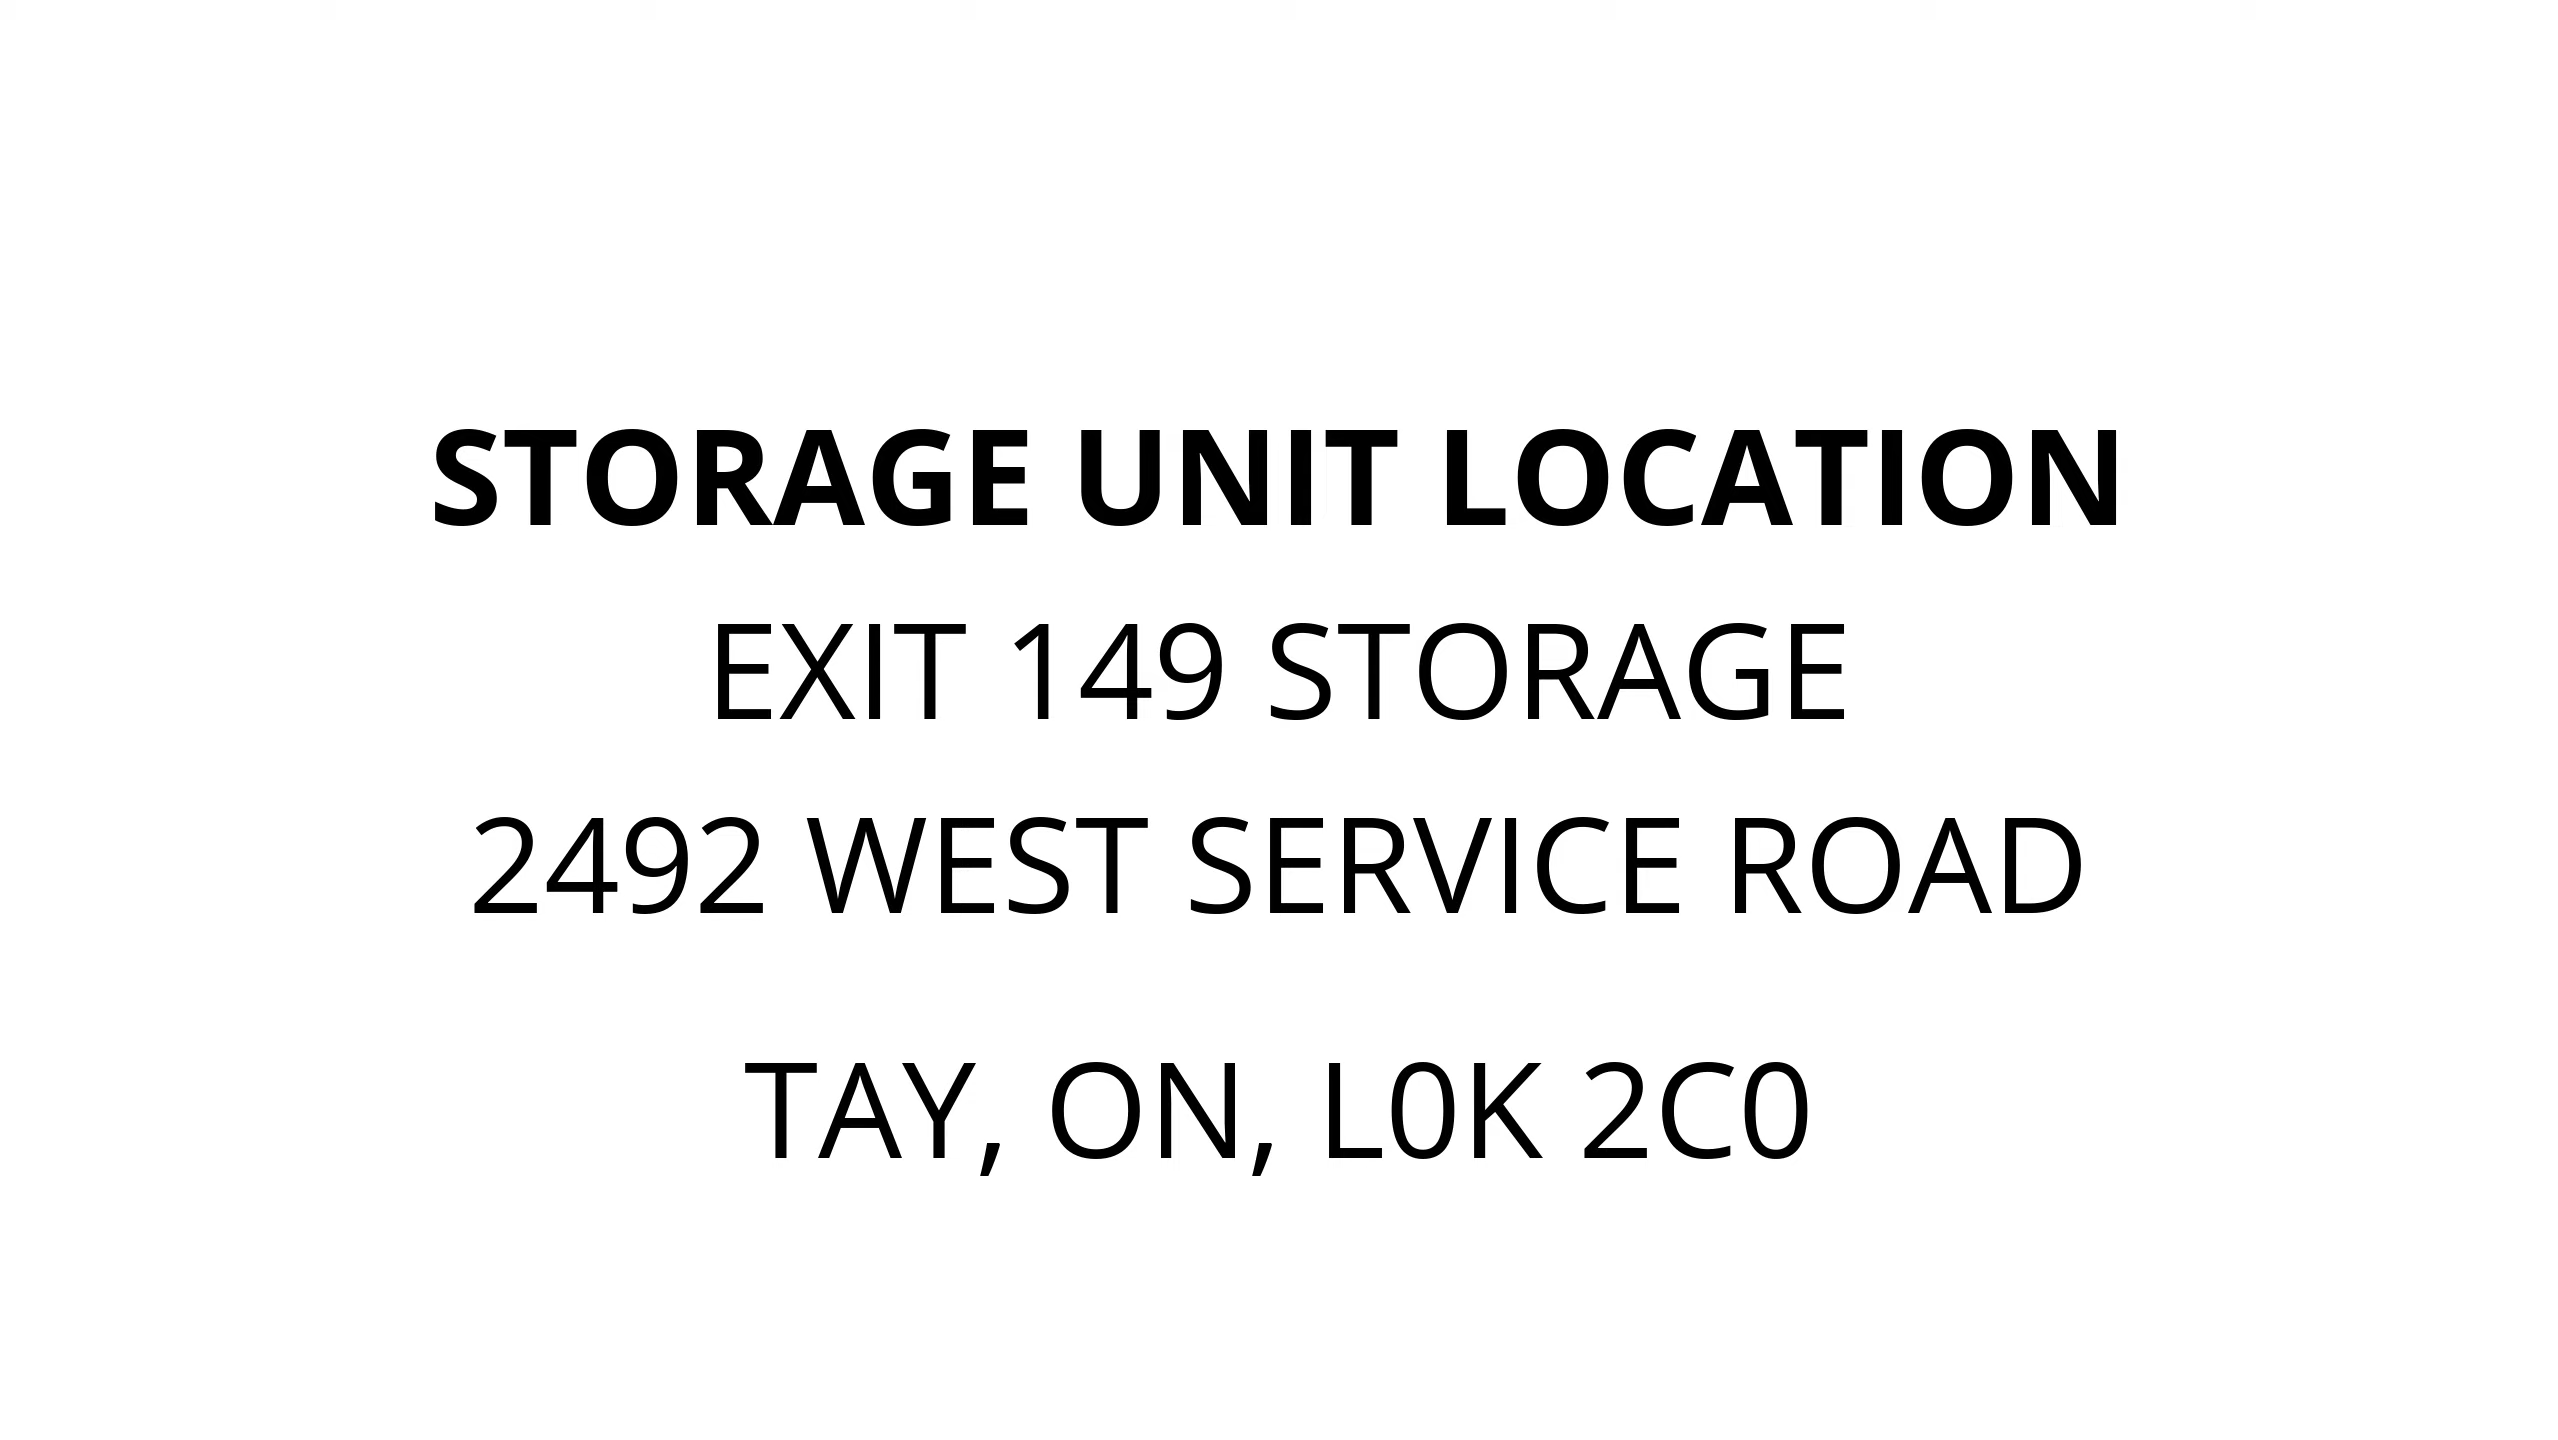 STORAGE UNIT LOCATION
EXIT 149 STORAGE
2492 WEST SERVICE ROAD
TAY, ON, L0K 2C0